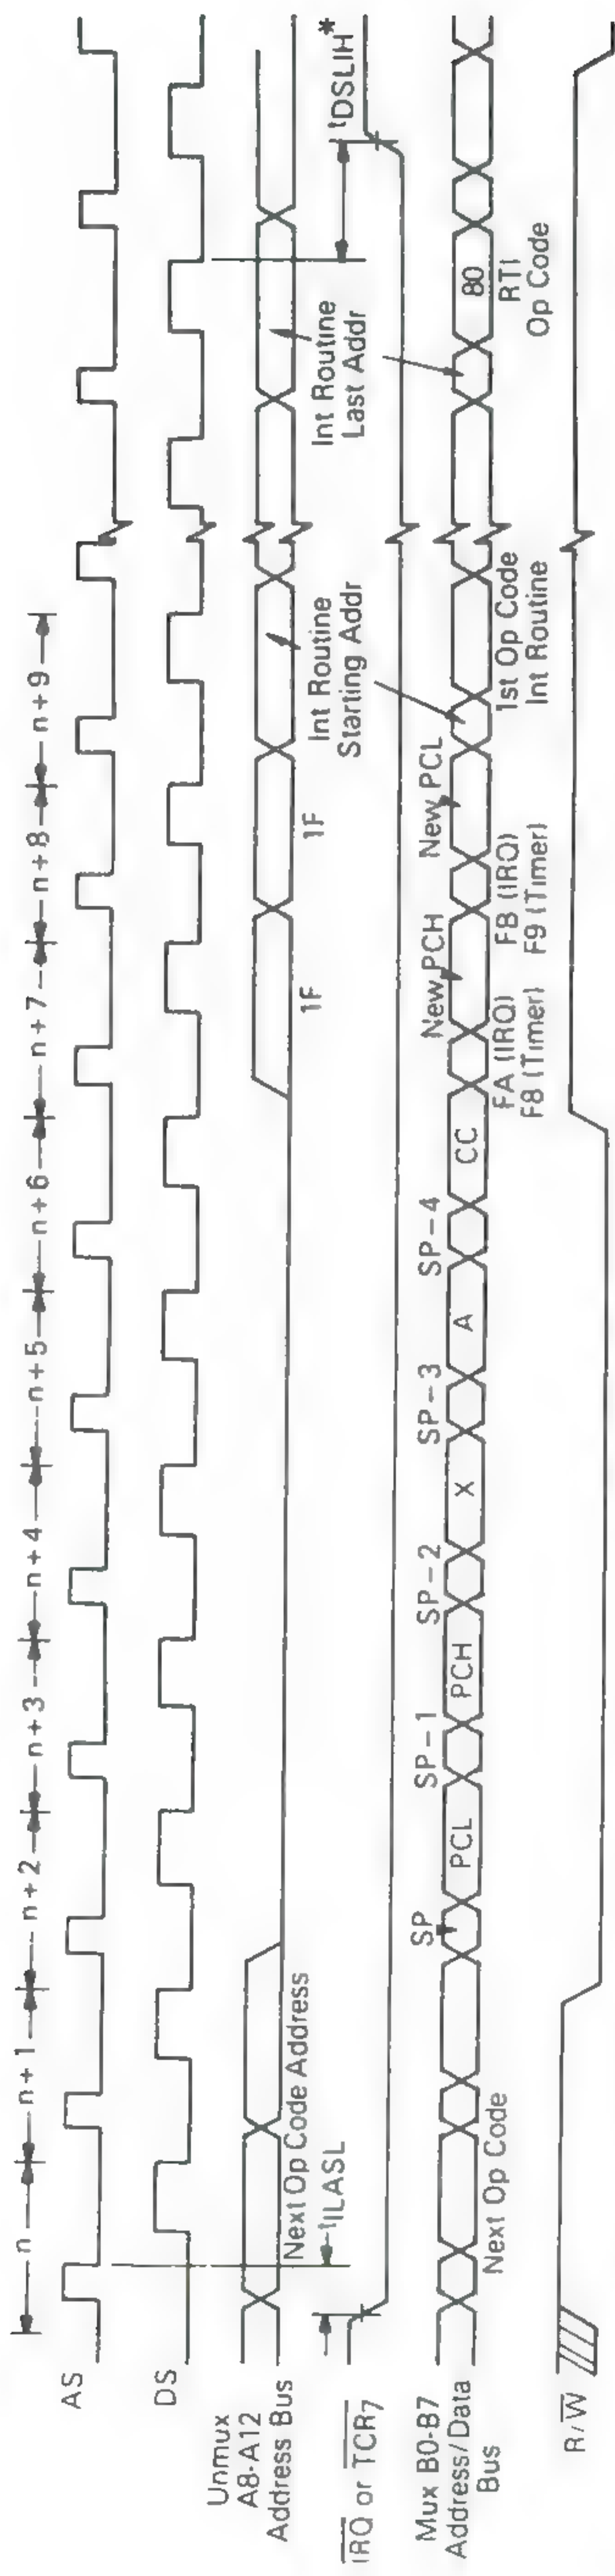 n n+1 n+2 n+3 n+4 n+5 n+6 n+7 n+8 n+9
AS
DS
Unmux
A8-A12
Address Bus
Next Op Code Address
1F
1F
Int Routine
Starting Addr
Int Routine
Last Addr
tILASL
tDSLIH*
IRQ or TCR7
Mux B0-B7
Address/Data
Bus
Next Op Code
SP
PCL
SP-1
PCH
SP-2
X
SP-3
A
SP-4
CC
FA (IRQ)
F8 (Timer)
New PCH
FB (IRQ)
F9 (Timer)
New PCL
1st Op Code
Int Routine
80
RTI
Op Code
R/W